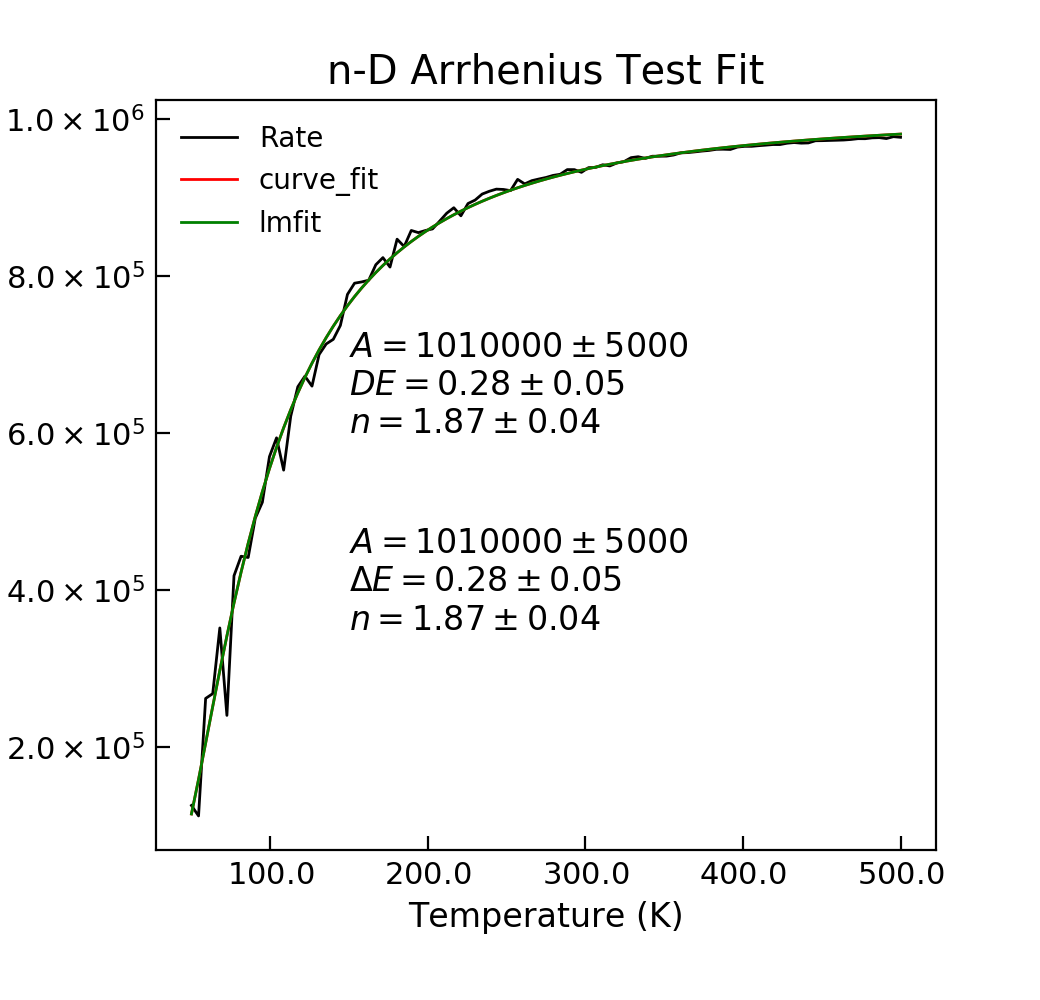 n-D Arrhenius Test Fit
1.0 × 10⁶
8.0 × 10⁵
6.0 × 10⁵
4.0 × 10⁵
2.0 × 10⁵
Rate
curve_fit
lmfit
A = 1010000 ± 5000
DE = 0.28 ± 0.05
n = 1.87 ± 0.04
A = 1010000 ± 5000
ΔE = 0.28 ± 0.05
n = 1.87 ± 0.04
100.0 200.0 300.0 400.0 500.0
Temperature (K)